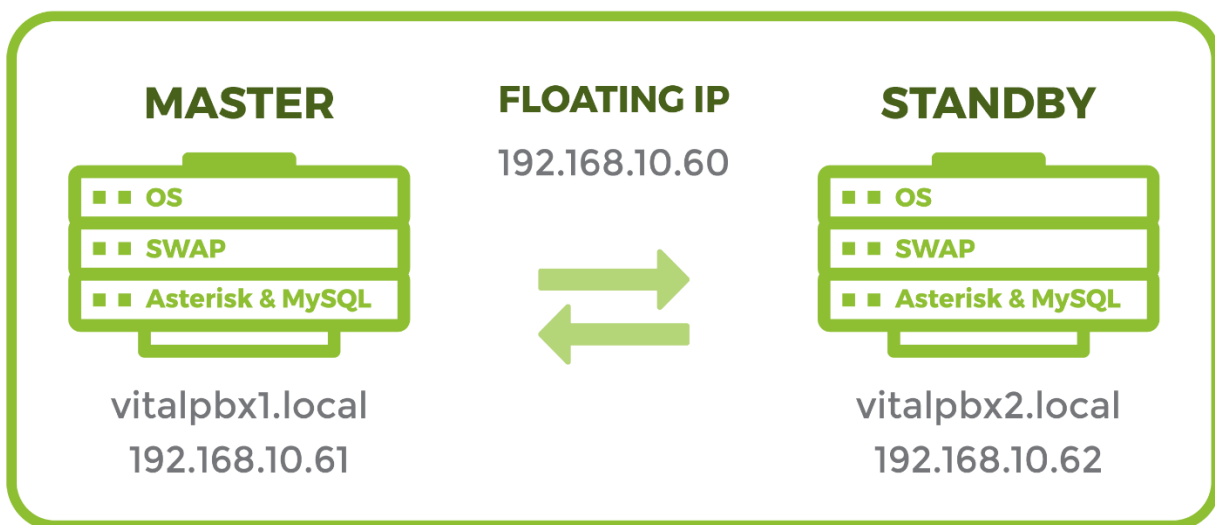 MASTER
OS
SWAP
Asterisk & MySQL
vitalpbx1.local
192.168.10.61
FLOATING IP
192.168.10.60
STANDBY
OS
SWAP
Asterisk & MySQL
vitalpbx2.local
192.168.10.62